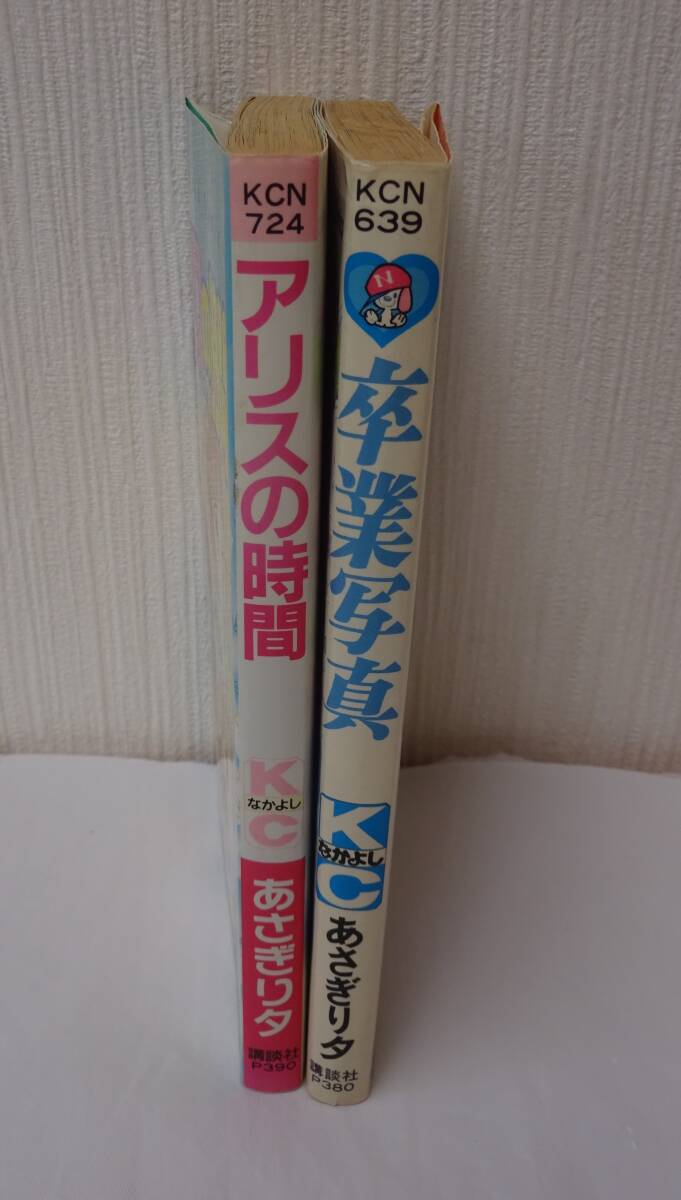 KCN
724
アリスの時間
K
なかよし
C
あさぎり夕
講談社
P390
KCN
639
N
卒業写真
K
なかよし
C
あさぎり夕
講談社
P380